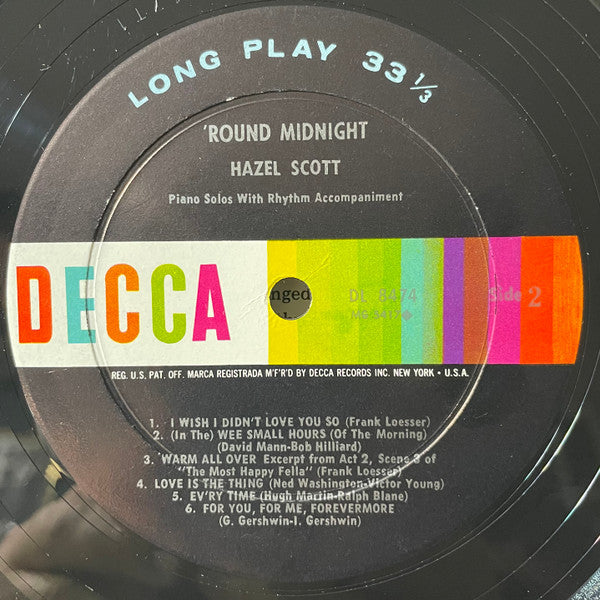 LONG PLAY 33 1/3
'ROUND MIDNIGHT
HAZEL SCOTT
Piano Solos With Rhythm Accompaniment
DECCA
nged
DL 8474
Side 2
REG. U.S. PAT. OFF. MARCA REGISTRADA M'F'R'D BY DECCA RECORDS INC. NEW YORK • U.S.A.
1. I WISH I DIDN'T LOVE YOU SO (Frank Loesser)
2. (In The) WEE SMALL HOURS (Of The Morning)
(David Mann-Bob Hilliard)
3. WARM ALL OVER Excerpt from Act 2, Scene 3 of
"The Most Happy Fella" (Frank Loesser)
4. LOVE IS THE THING (Ned Washington-Victor Young)
5. EV'RY TIME (Hugh Martin-Ralph Blane)
6. FOR YOU, FOR ME, FOREVERMORE
(G. Gershwin-I. Gershwin)